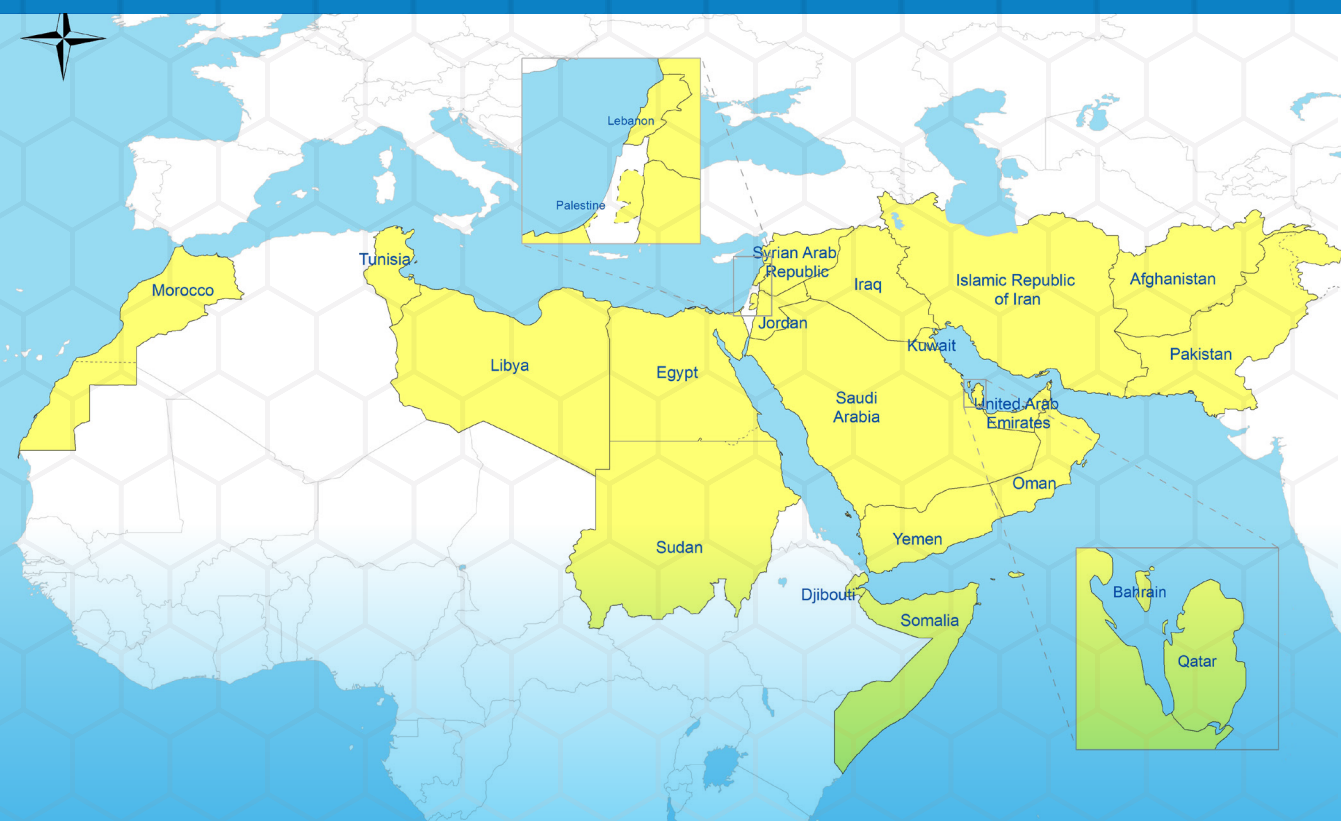 Lebanon
Palestine
Tunisia
Morocco
Syrian Arab
Republic
Iraq
Islamic Republic
of Iran
Afghanistan
Jordan
Kuwait
Pakistan
Libya
Egypt
Saudi
Arabia
United Arab
Emirates
Oman
Yemen
Sudan
Djibouti
Somalia
Bahrain
Qatar